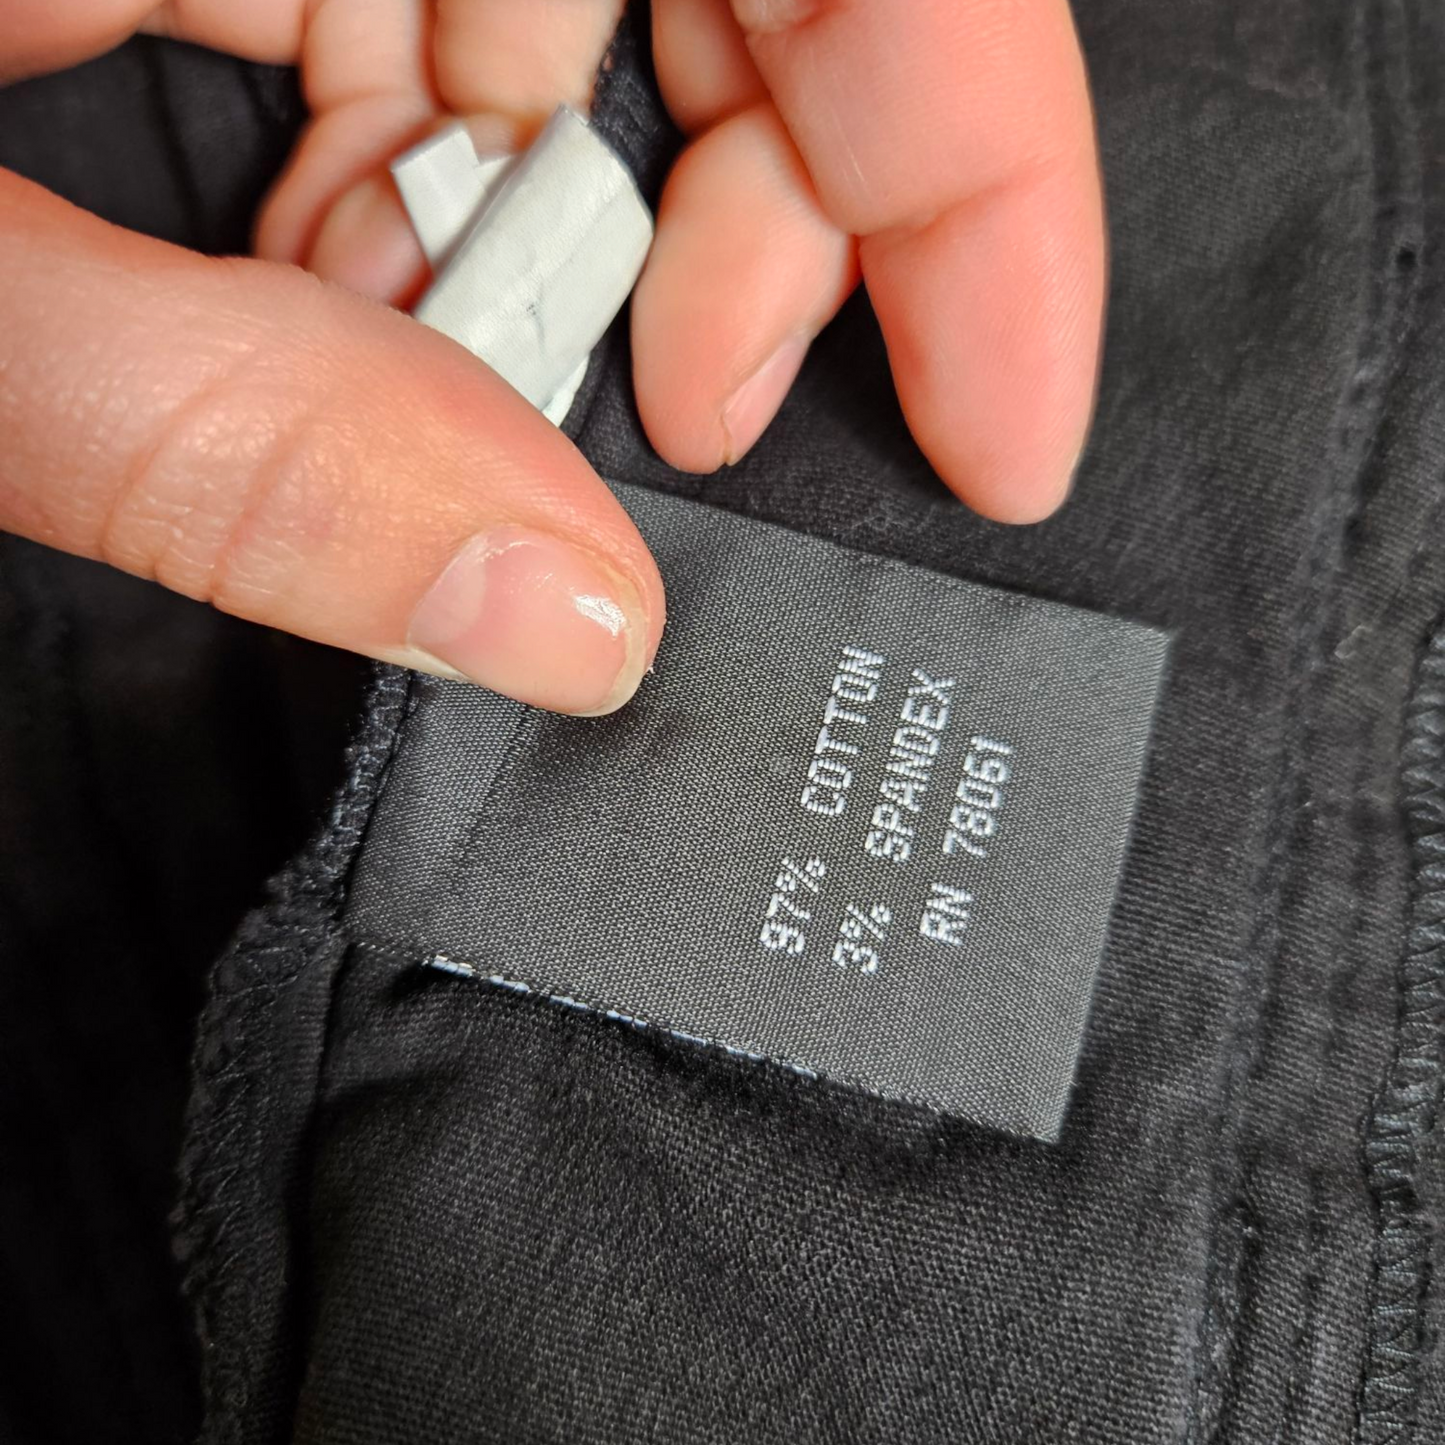 97% COTTON
3% SPANDEX
RN 78051